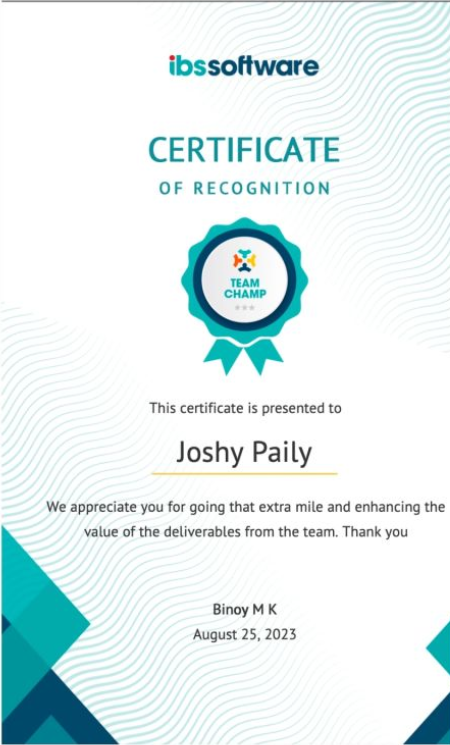 ibssoftware
CERTIFICATE
OF RECOGNITION
TEAM
CHAMP
This certificate is presented to
Joshy Paily
We appreciate you for going that extra mile and enhancing the
value of the deliverables from the team. Thank you
Binoy M K
August 25, 2023